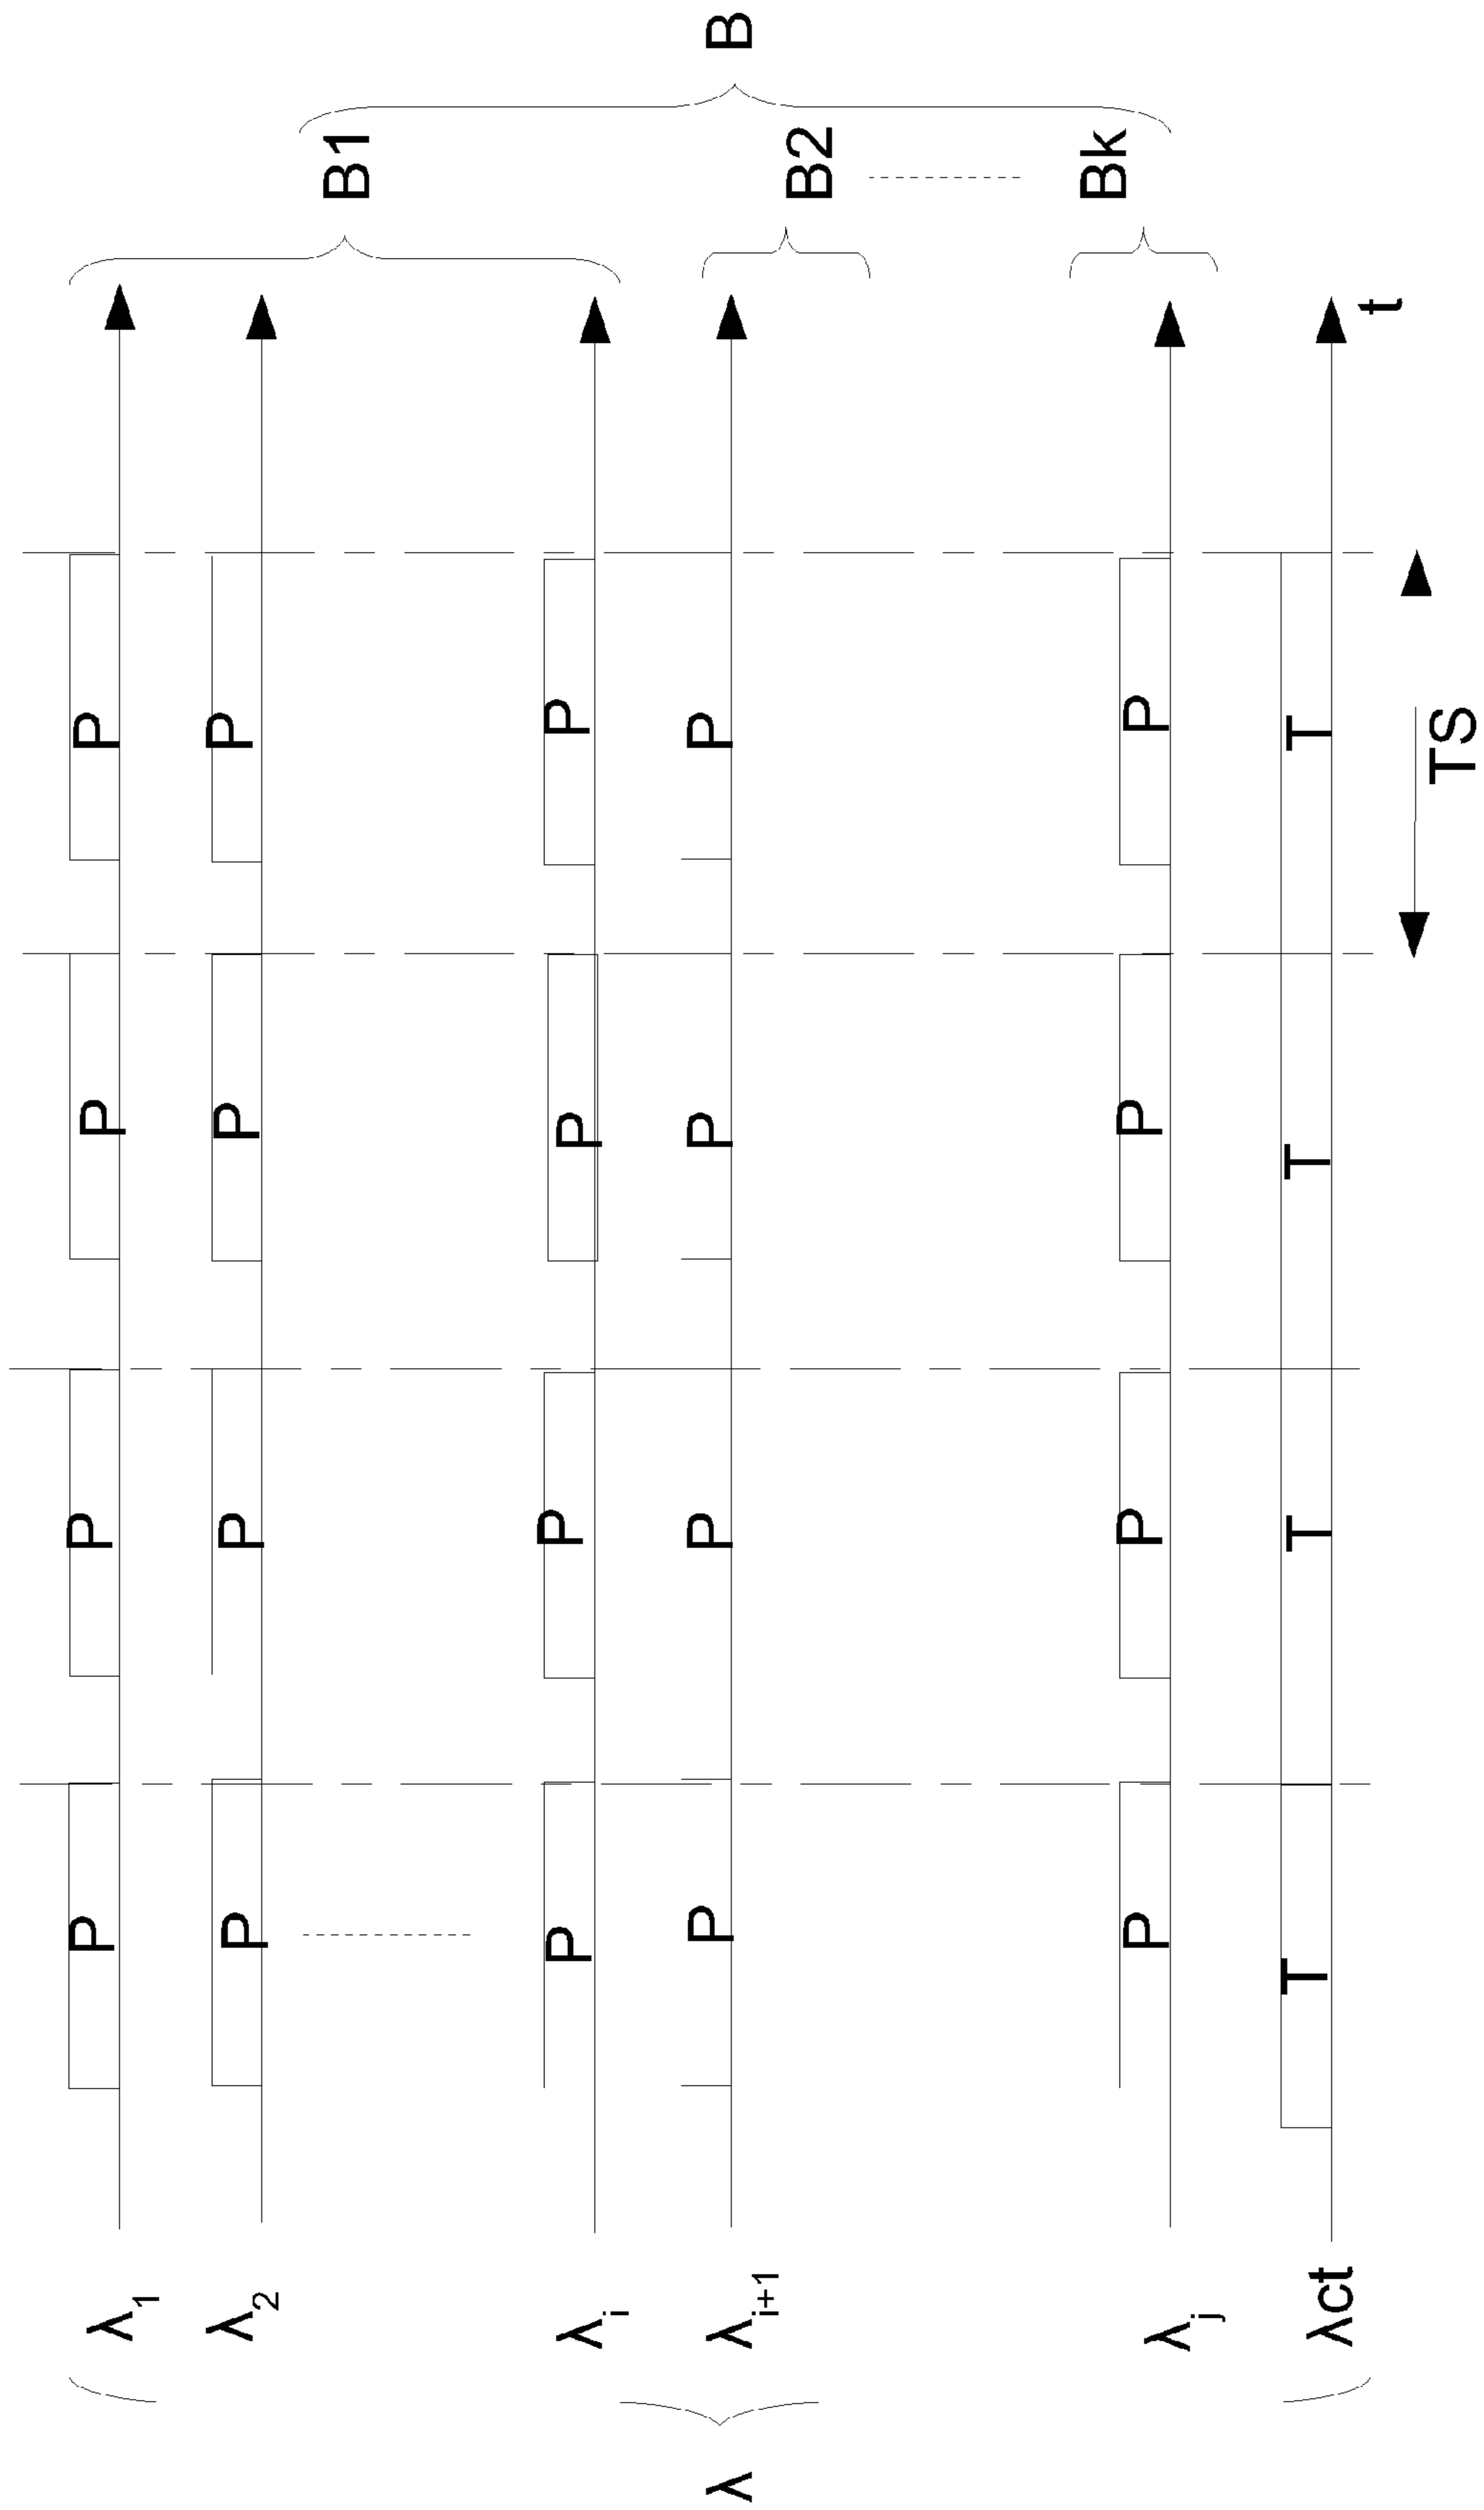 λ1 P P P P
λ2 P P P P
B1
λi P P P P
λ λi+1 P P P P B2 B
λj P P P P Bk
λct T T T T
t
TS